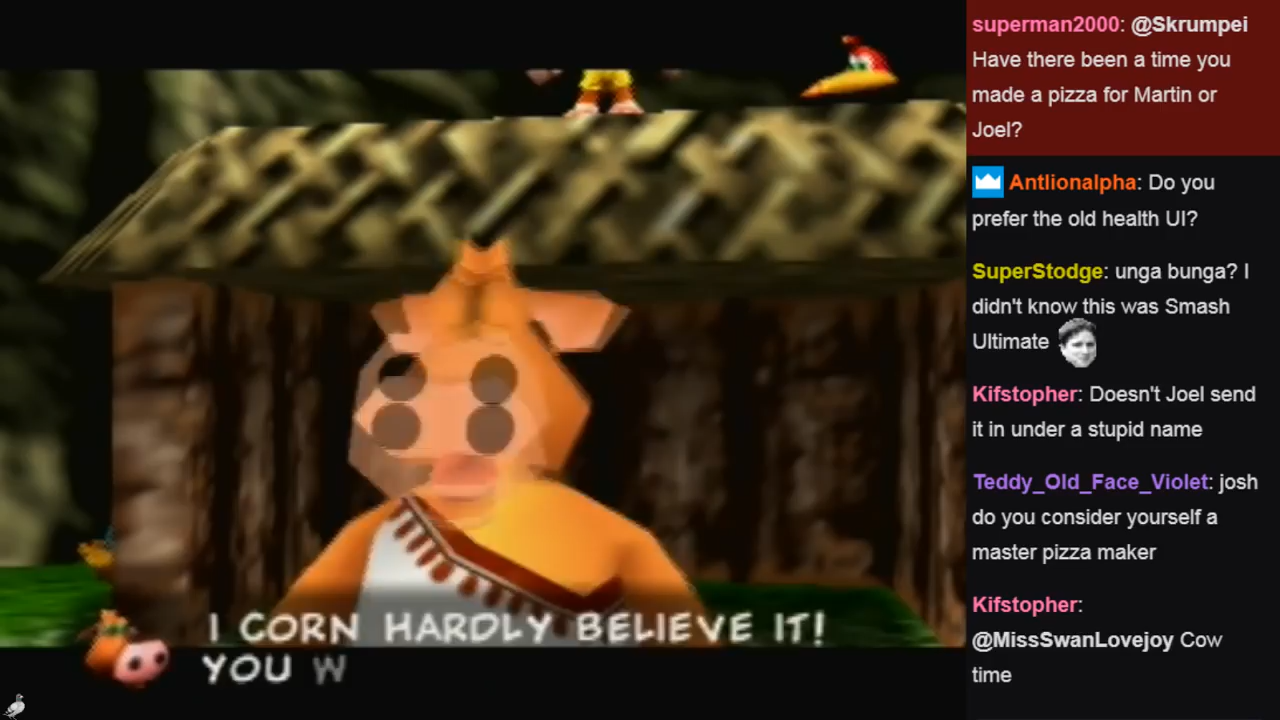 I CORN HARDLY BELIEVE IT!
YOU W
superman2000: @Skrumpei
Have there been a time you
made a pizza for Martin or
Joel?
Antlionalpha: Do you
prefer the old health UI?
SuperStodge: unga bunga? I
didn't know this was Smash
Ultimate
Kifstopher: Doesn't Joel send
it in under a stupid name
Teddy_Old_Face_Violet: josh
do you consider yourself a
master pizza maker
Kifstopher:
@MissSwanLovejoy Cow
time